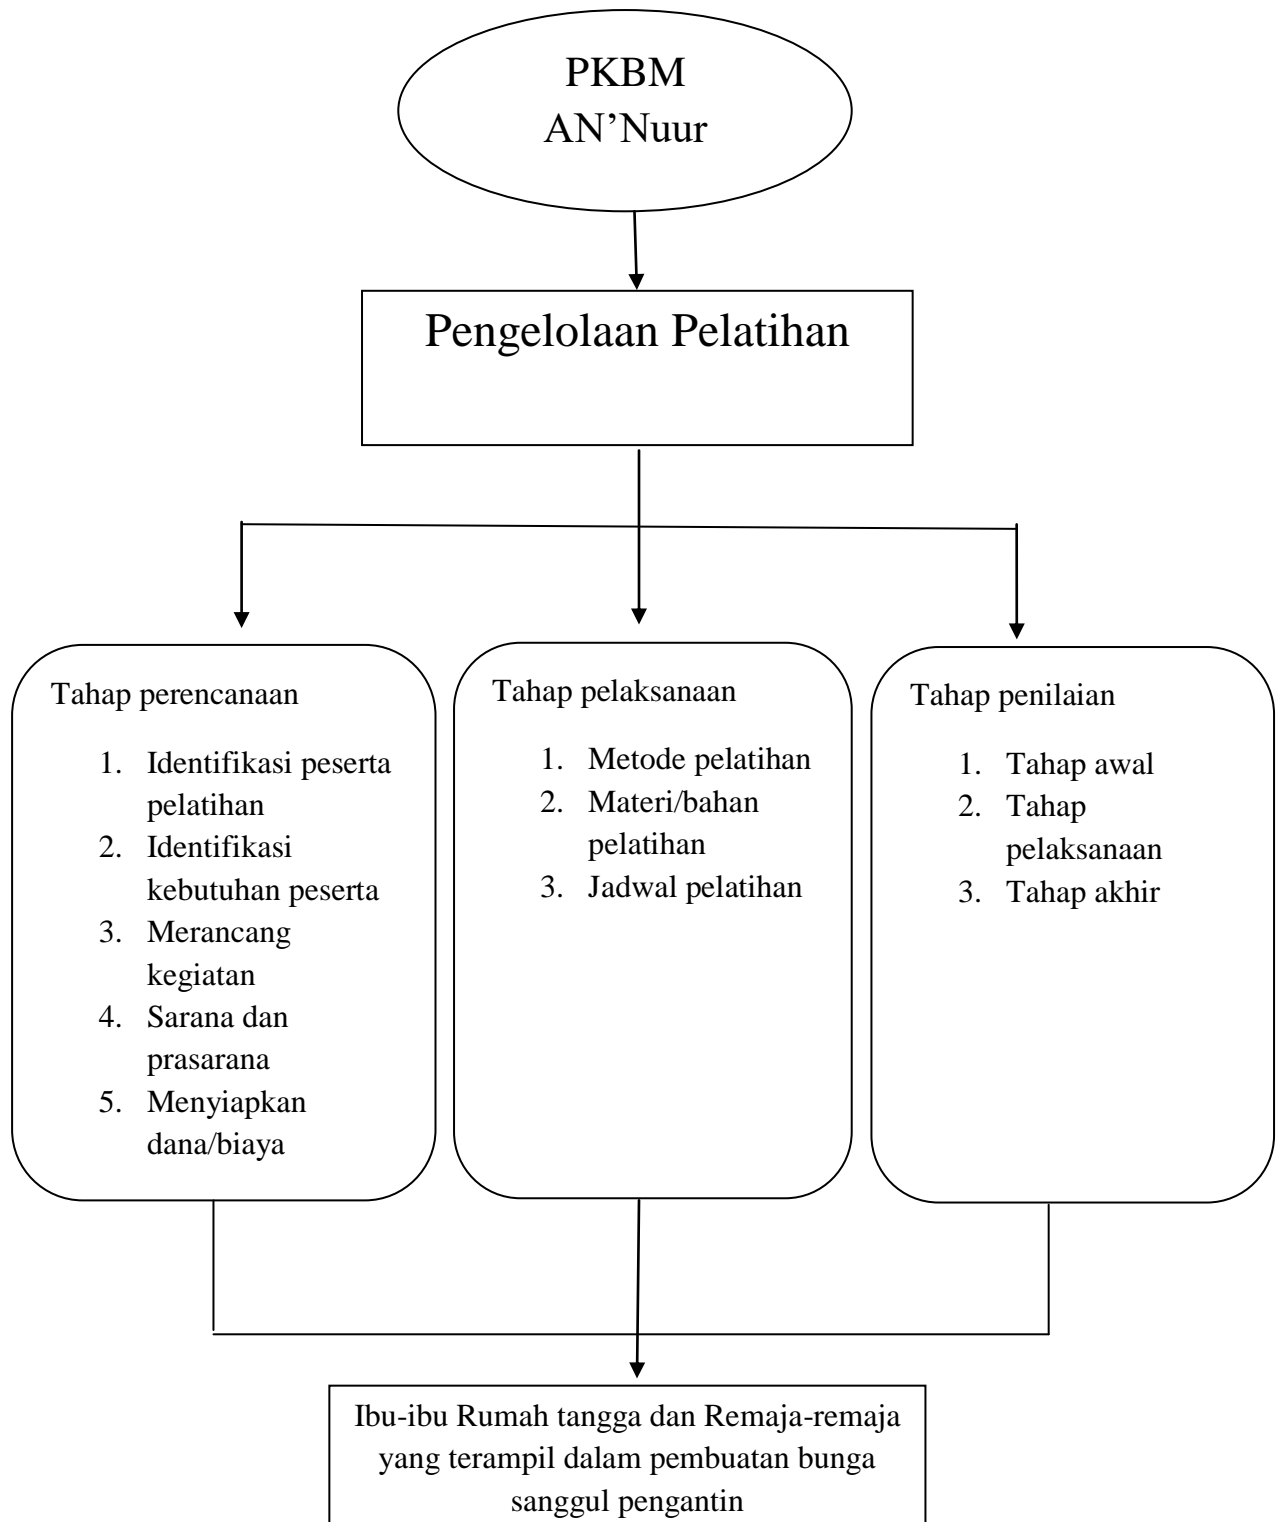 PKBM
AN’Nuur
Pengelolaan Pelatihan
Tahap perencanaan
1. Identifikasi peserta
pelatihan
2. Identifikasi
kebutuhan peserta
3. Merancang
kegiatan
4. Sarana dan
prasarana
5. Menyiapkan
dana/biaya
Tahap pelaksanaan
1. Metode pelatihan
2. Materi/bahan
pelatihan
3. Jadwal pelatihan
Tahap penilaian
1. Tahap awal
2. Tahap
pelaksanaan
3. Tahap akhir
Ibu-ibu Rumah tangga dan Remaja-remaja
yang terampil dalam pembuatan bunga
sanggul pengantin